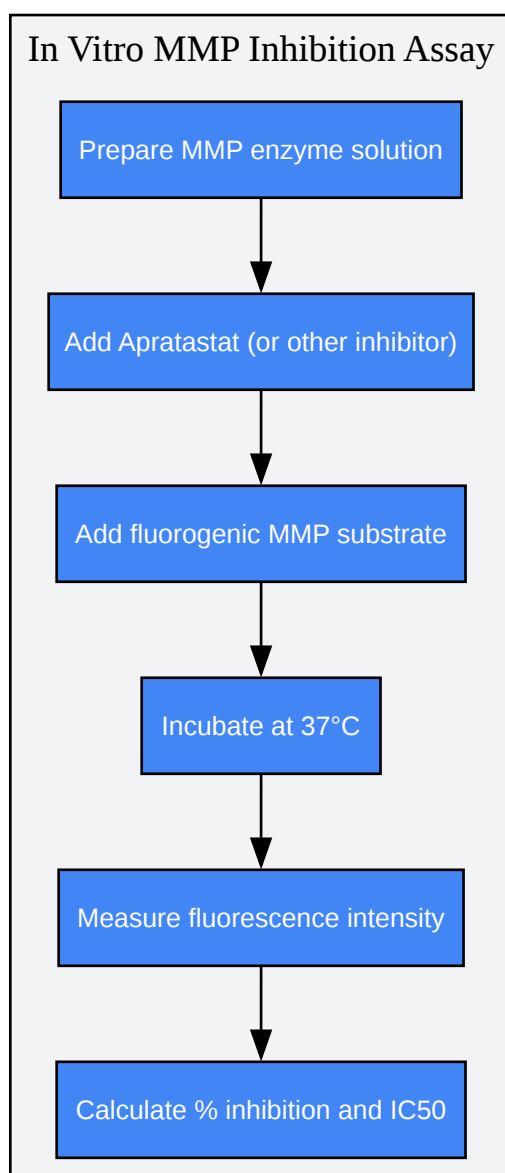 In Vitro MMP Inhibition Assay
Prepare MMP enzyme solution
Add Apratastat (or other inhibitor)
Add fluorogenic MMP substrate
Incubate at 37°C
Measure fluorescence intensity
Calculate % inhibition and IC50